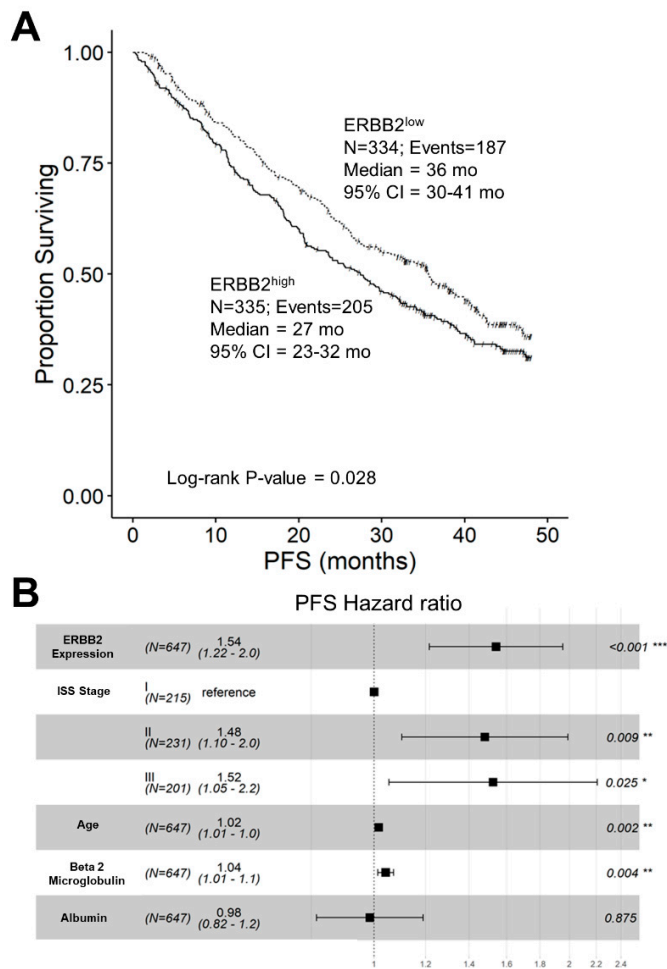 A
1.00
0.75
0.50
0.25
0.00
Proportion Surviving
ERBB2low
N=334; Events=187
Median = 36 mo
95% CI = 30-41 mo
ERBB2high
N=335; Events=205
Median = 27 mo
95% CI = 23-32 mo
Log-rank P-value = 0.028
0 10 20 30 40 50
PFS (months)
B
PFS Hazard ratio
ERBB2 Expression (N=647) 1.54 (1.22 - 2.0) <0.001 ***
ISS Stage I (N=215) reference
II (N=231) 1.48 (1.10 - 2.0) 0.009 **
III (N=201) 1.52 (1.05 - 2.2) 0.025 *
Age (N=647) 1.02 (1.01 - 1.0) 0.002 **
Beta 2 Microglobulin (N=647) 1.04 (1.01 - 1.1) 0.004 **
Albumin (N=647) 0.98 (0.82 - 1.2) 0.875
1 1.2 1.4 1.6 1.8 2 2.2 2.4